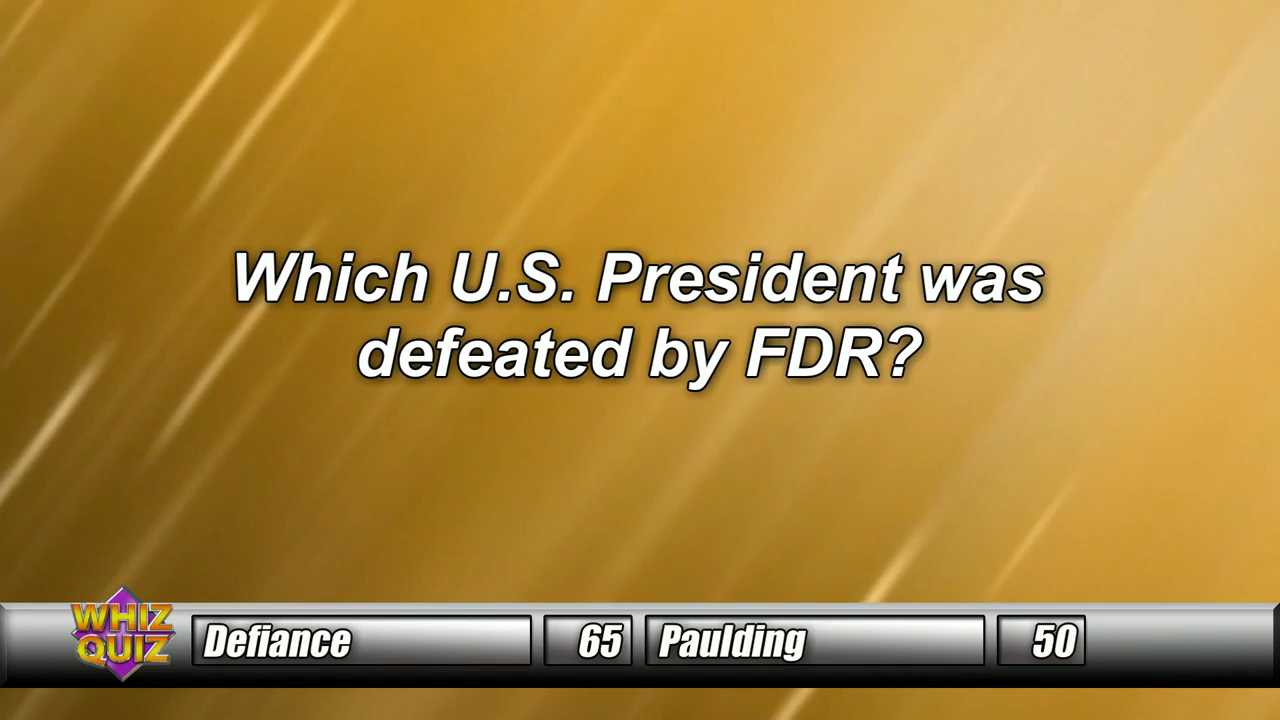 Which U.S. President was
defeated by FDR?
WHIZ
QUIZ
Defiance 65 Paulding 50